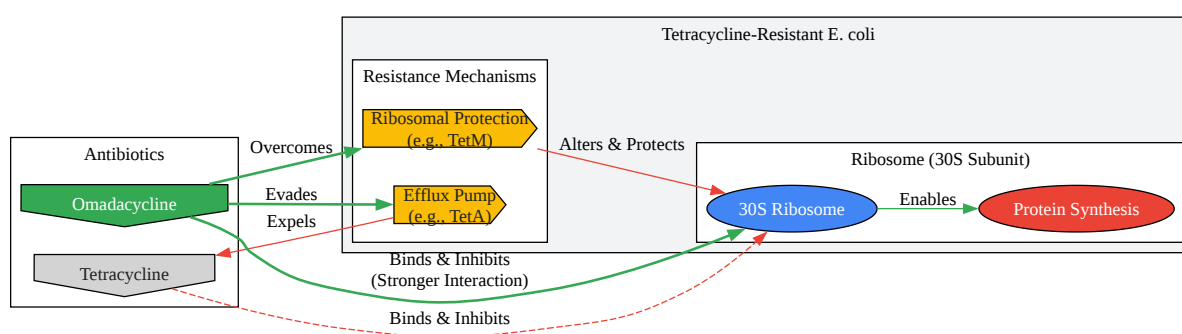 Tetracycline-Resistant E. coli
Resistance Mechanisms
Ribosomal Protection
(e.g., TetM)
Overcomes
Alters & Protects
Antibiotics
Ribosome (30S Subunit)
Omadacycline
Evades
Efflux Pump
(e.g., TetA)
Expels
30S Ribosome
Enables
Protein Synthesis
Tetracycline
Binds & Inhibits
(Stronger Interaction)
Binds & Inhibits